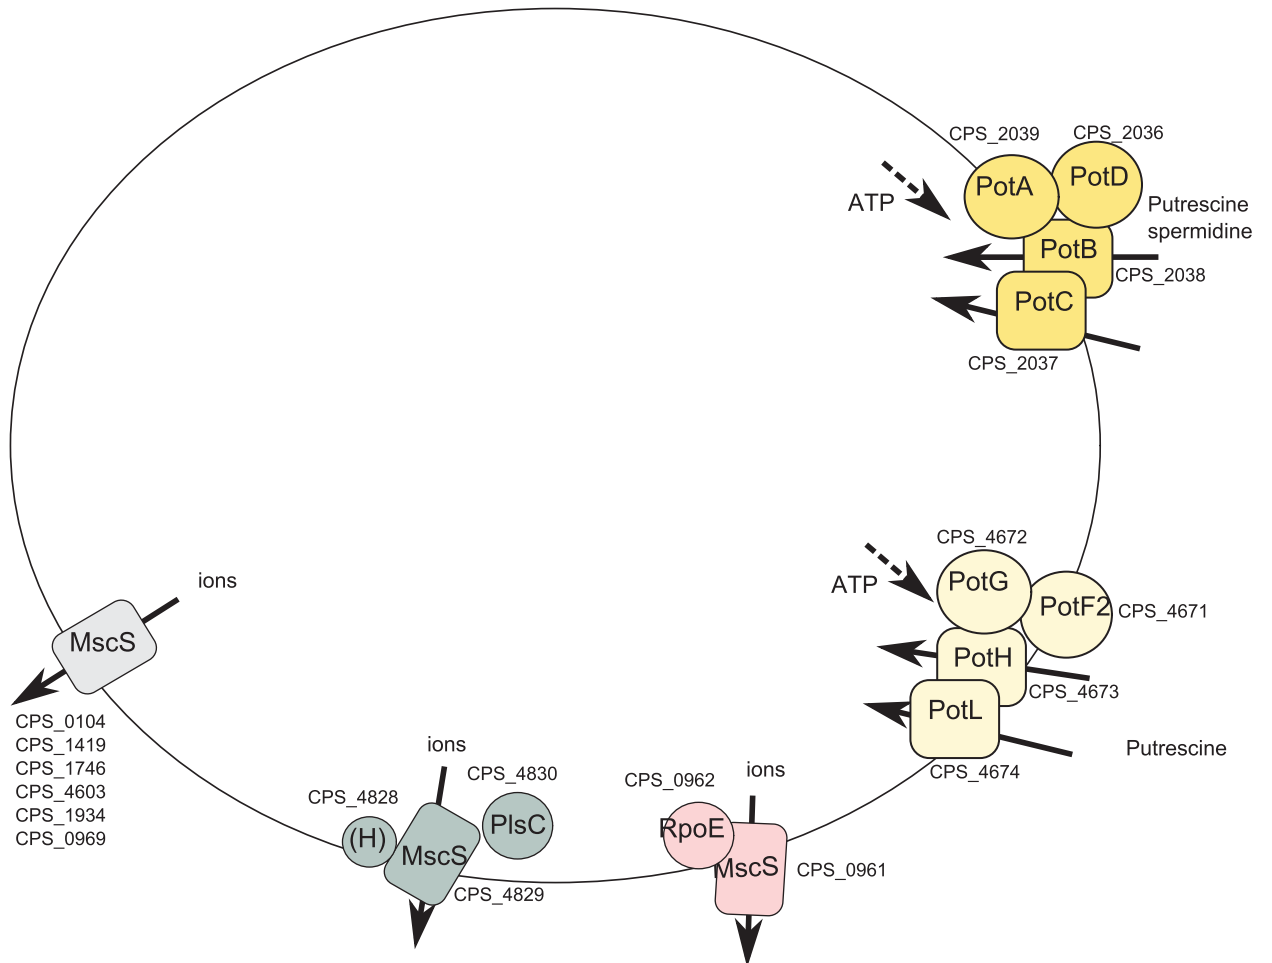 CPS_2039
CPS_2036
PotA
PotD
ATP
Putrescine
spermidine
PotB
CPS_2038
PotC
CPS_2037
CPS_4672
ATP
PotG
PotF2
CPS_4671
PotH
CPS_4673
PotL
Putrescine
CPS_4674
ions
MscS
CPS_0104
CPS_1419
CPS_1746
CPS_4603
CPS_1934
CPS_0969
ions
CPS_4830
CPS_4828
(H)
PlsC
MscS
CPS_4829
ions
CPS_0962
RpoE
MscS
CPS_0961